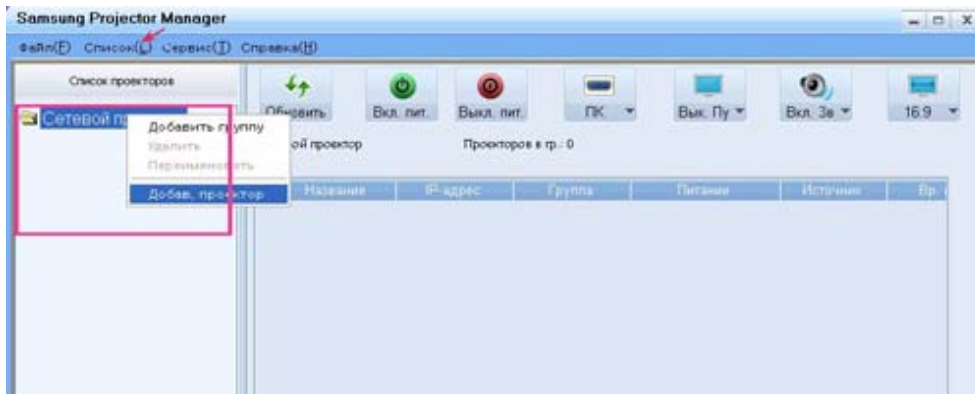 Samsung Projector Manager
Файл(F) Список(L) Сервис(T) Справка(H)
Список проекторов
Обновить Вкл. пит. Выкл. пит. ПК Вык. Пу Вкл. Зв 16:9
Сетевой п
Добавить группу
Удалить
Переименовать
Добав. проектор
ой проектор Проекторов в гр.: 0
Название IP-адрес Группа Питание Источник Вр.